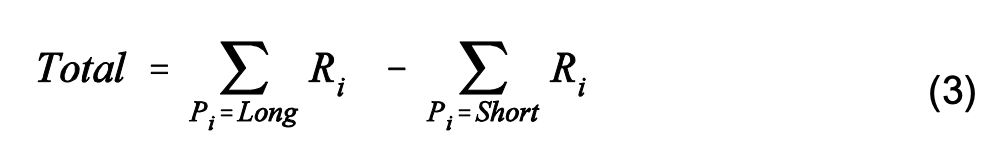 Total = ∑_{P_i = Long} R_i - ∑_{P_i = Short} R_i (3)